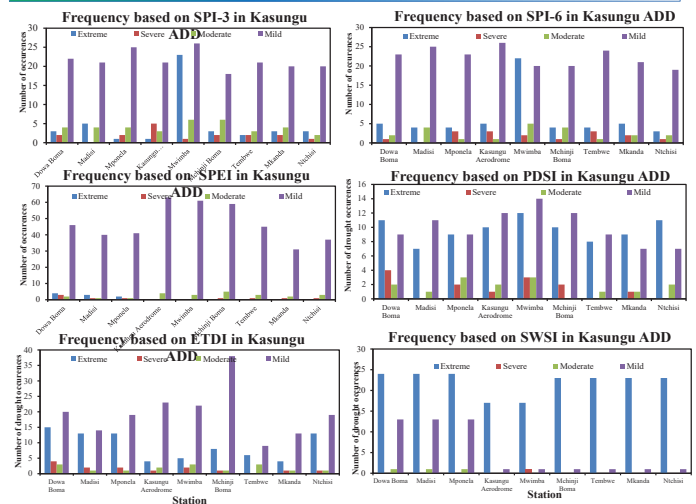 Frequency based on SPI-3 in Kasungu
ADD
Extreme Severe Moderate Mild
Number of occurences
30
25
20
15
10
5
0
Dowa Boma Madisi Mponela Kasungu… Mwimba Mchinji Boma Tembwe Mkanda Ntchisi
Frequency based on SPI-6 in Kasungu ADD
Extreme Severe Moderate Mild
Number of occurences
30
25
20
15
10
5
0
Dowa Boma Madisi Mponela Kasungu Aerodrome Mwimba Mchinji Boma Tembwe Mkanda Ntchisi
Frequency based on SPEI in Kasungu
ADD
Extreme Severe Moderate Mild
Number of occurences
70
60
50
40
30
20
10
0
Dowa Boma Madisi Mponela Kasungu Aerodrome Mwimba Mchinji Boma Tembwe Mkanda Ntchisi
Frequency based on PDSI in Kasungu ADD
Extreme Severe Moderate Mild
Number of drought occurences
16
14
12
10
8
6
4
2
0
Dowa Madisi Mponela Kasungu Mwimba Mchinji Tembwe Mkanda Ntchisi
Boma Aerodrome Boma
Frequency based on ETDI in Kasungu
ADD
Extreme Severe Moderate Mild
Number of drought occurences
40
35
30
25
20
15
10
5
0
Dowa Madisi Mponela Kasungu Mwimba Mchinji Tembwe Mkanda Ntchisi
Boma Aerodrome Boma
Station
Frequency based on SWSI in Kasungu ADD
Extreme Severe Moderate Mild
Number of drought occurences
30
25
20
15
10
5
0
Dowa Boma Madisi Mponela Kasungu Mwimba Mchinji Tembwe Mkanda Ntchisi
Aerodrome Boma
Station